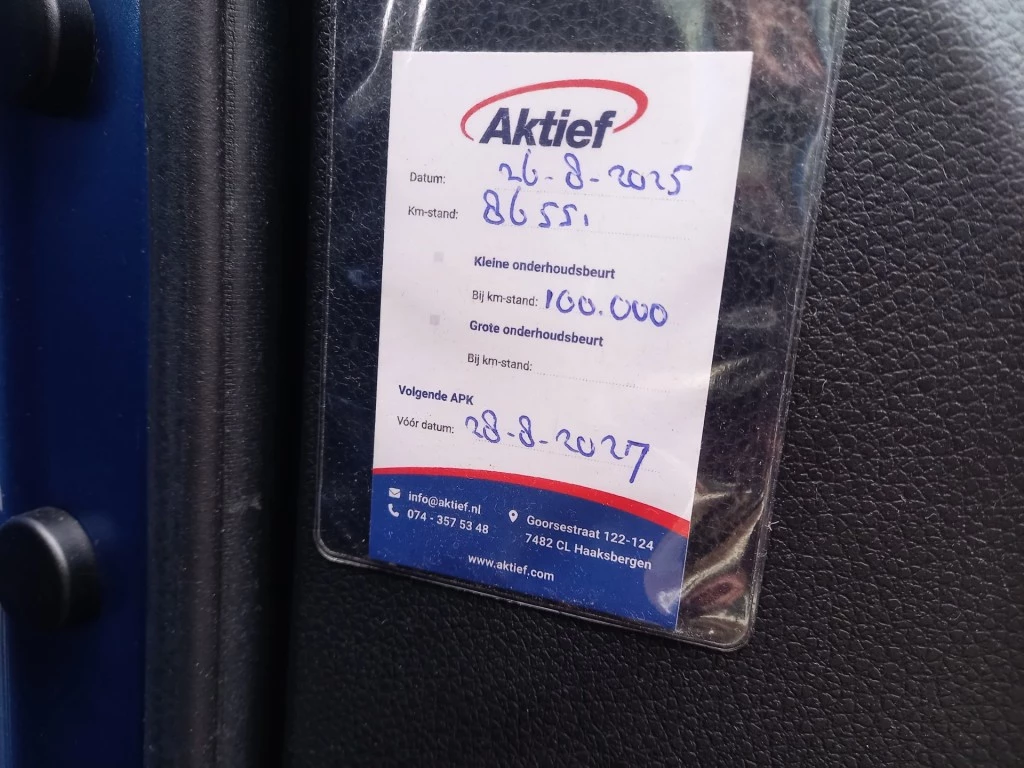 Aktief
Datum: 26-8-2025
Km-stand: 86551
Kleine onderhoudsbeurt
Bij km-stand: 100.000
Grote onderhoudsbeurt
Bij km-stand:
Volgende APK
Vóór datum: 28-8-2027
info@aktief.nl
074 - 357 53 48
Goorsestraat 122-124
7482 CL Haaksbergen
www.aktief.com